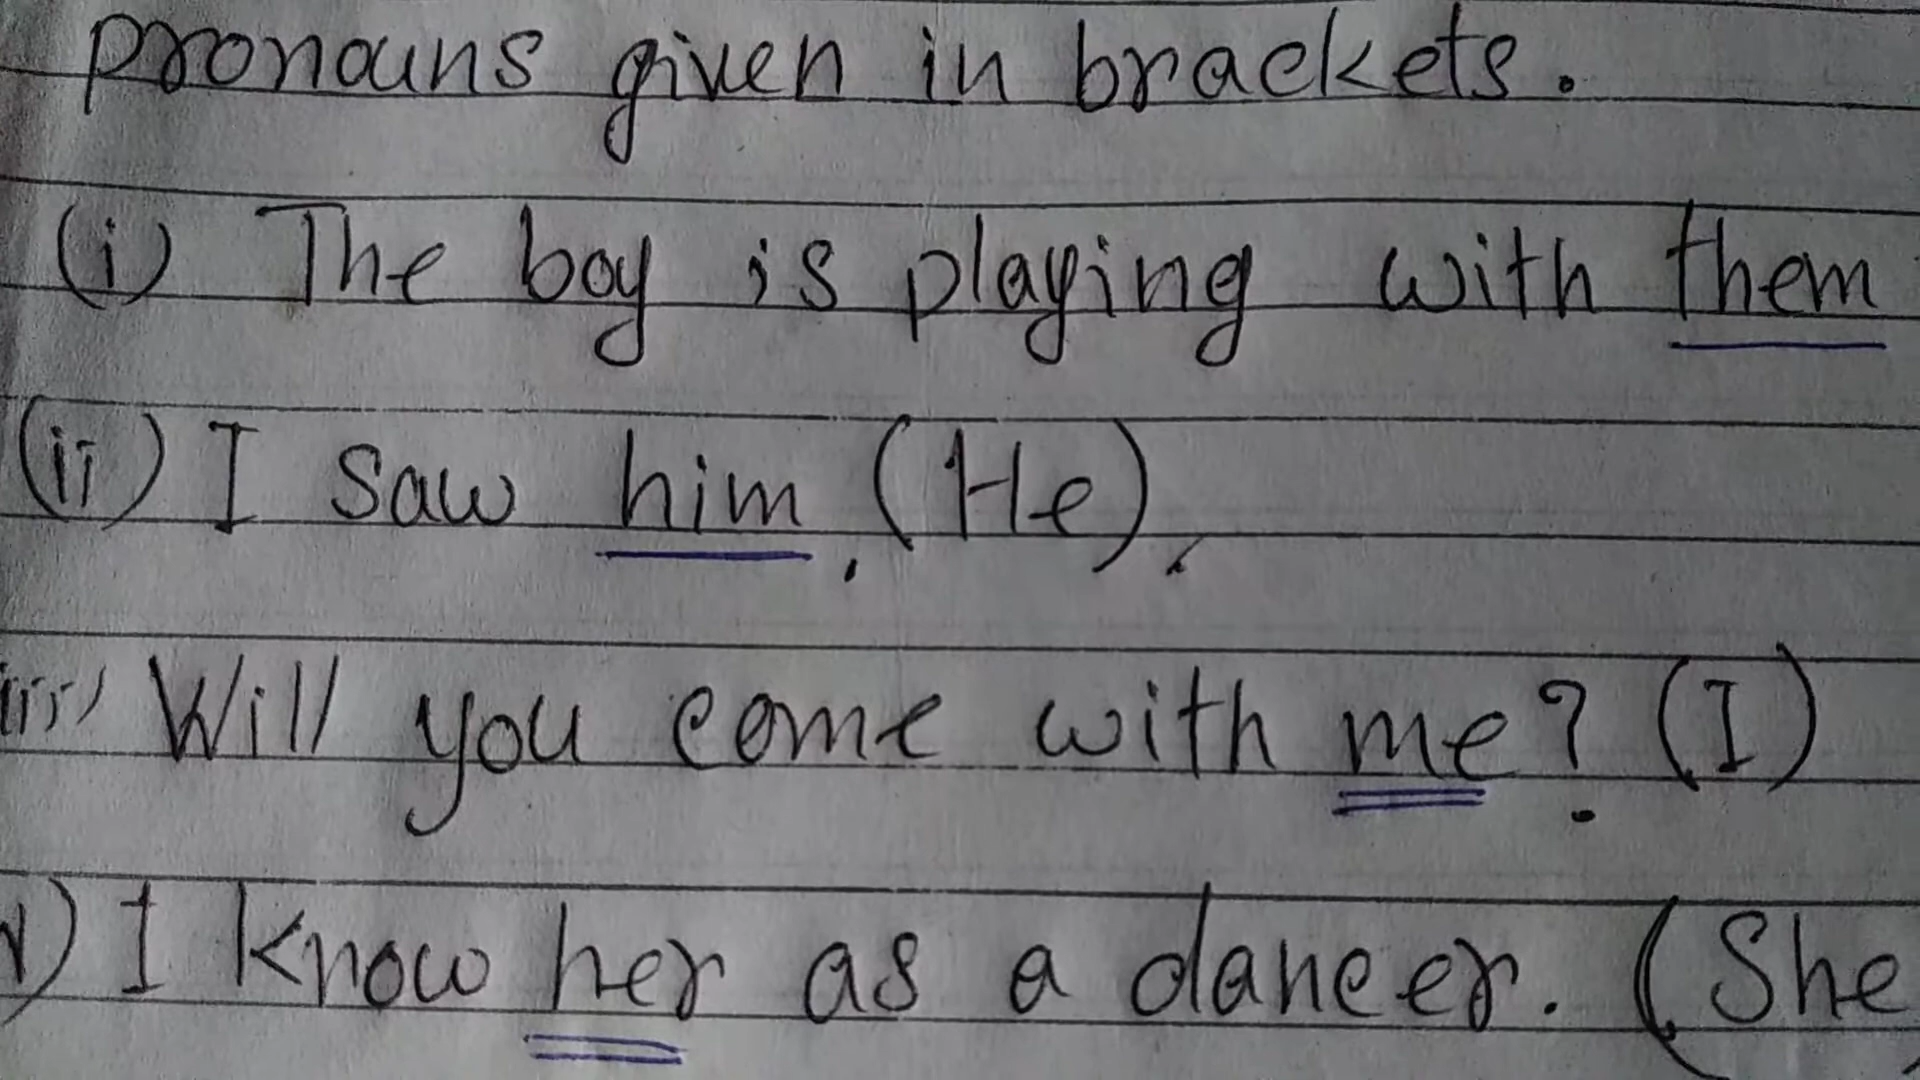 pronouns given in brackets.
(i) The boy is playing with them
(ii) I saw him, (He),
iii) Will you come with me? (I)
v) I know her as a dancer. (She